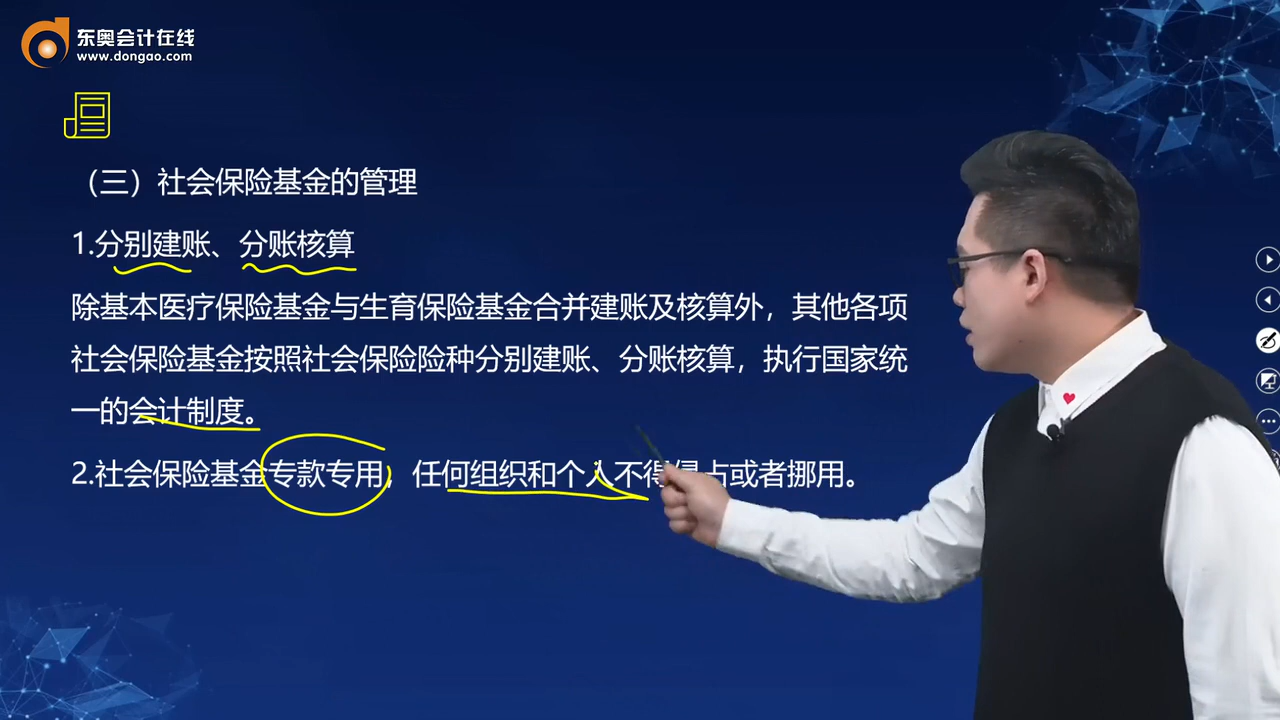 东奥会计在线
www.dongao.com
（三）社会保险基金的管理
1.分别建账、分账核算
除基本医疗保险基金与生育保险基金合并建账及核算外，其他各项
社会保险基金按照社会保险险种分别建账、分账核算，执行国家统
一的会计制度。
2.社会保险基金专款专用，任何组织和个人不得侵占或者挪用。